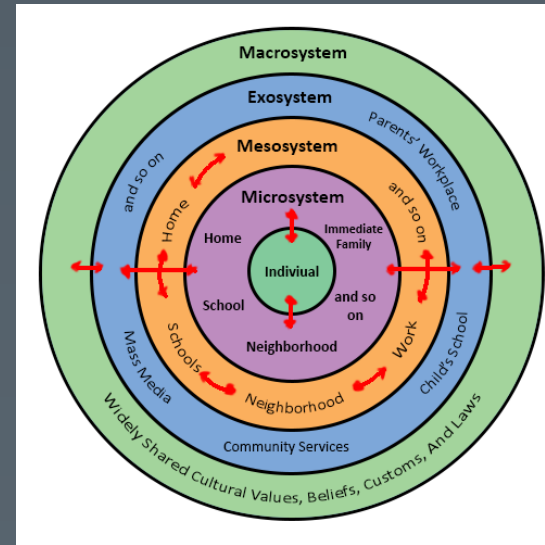 Macrosystem
Exosystem
and so on
Parents' Workplace
Mesosystem
Home
and so on
Microsystem
Home
Immediate
Family
Indiviual
School
and so
on
Neighborhood
Schools
Work
Neighborhood
Mass Media
Child's School
Community Services
Widely Shared Cultural Values, Beliefs, Customs, And Laws